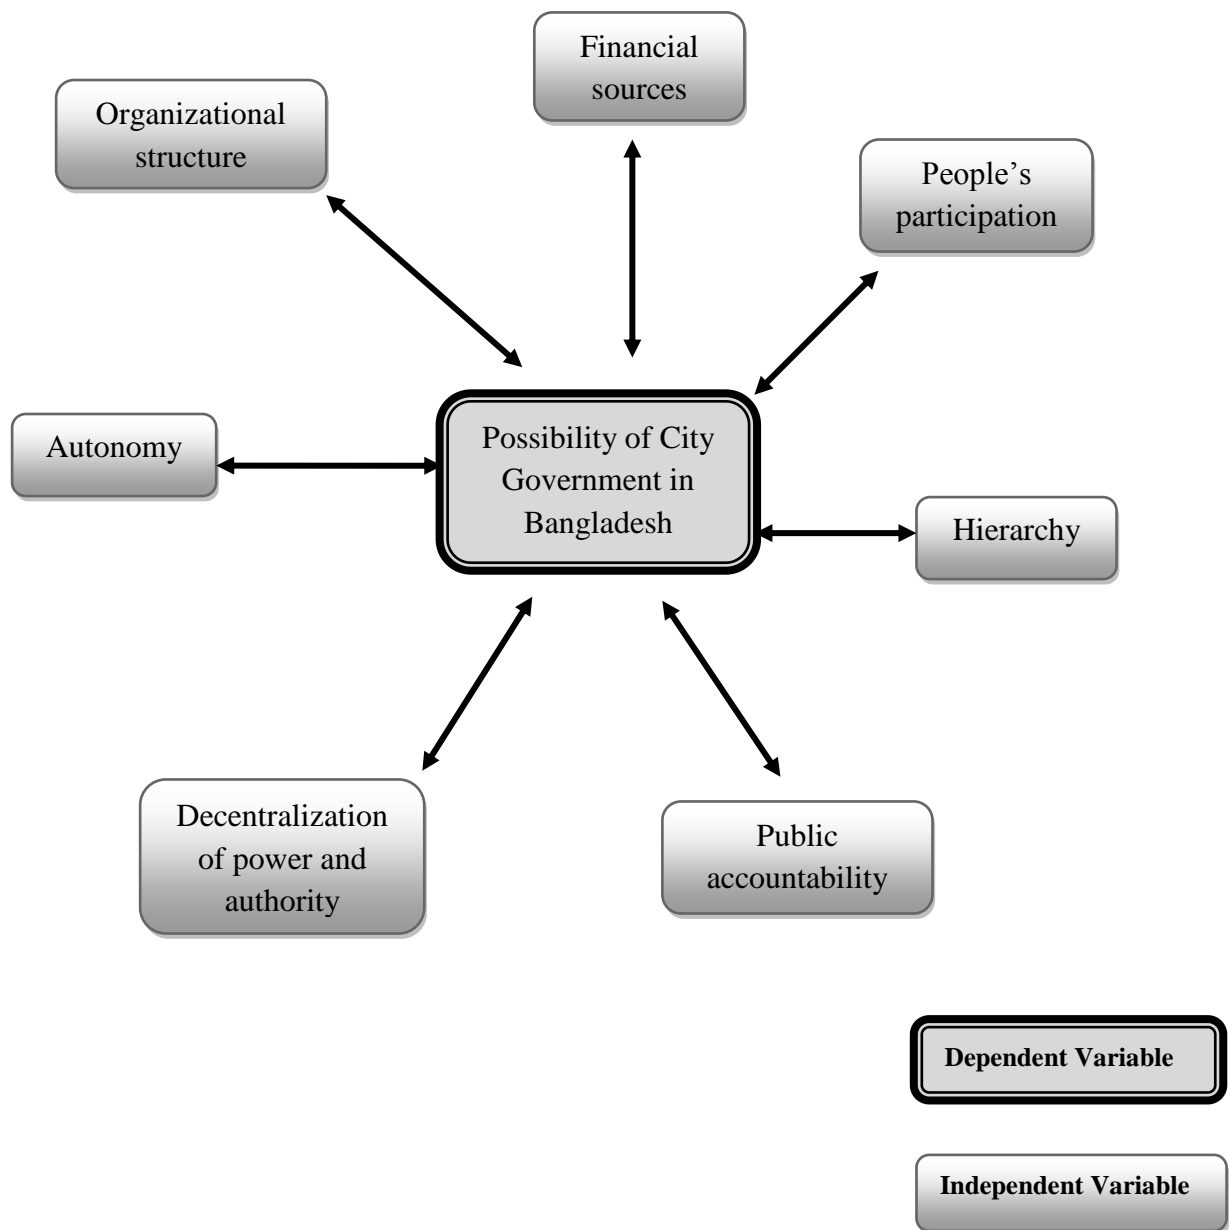 Financial
sources
Organizational
structure
People’s
participation
Autonomy
Possibility of City
Government in
Bangladesh
Hierarchy
Decentralization
of power and
authority
Public
accountability
Dependent Variable
Independent Variable